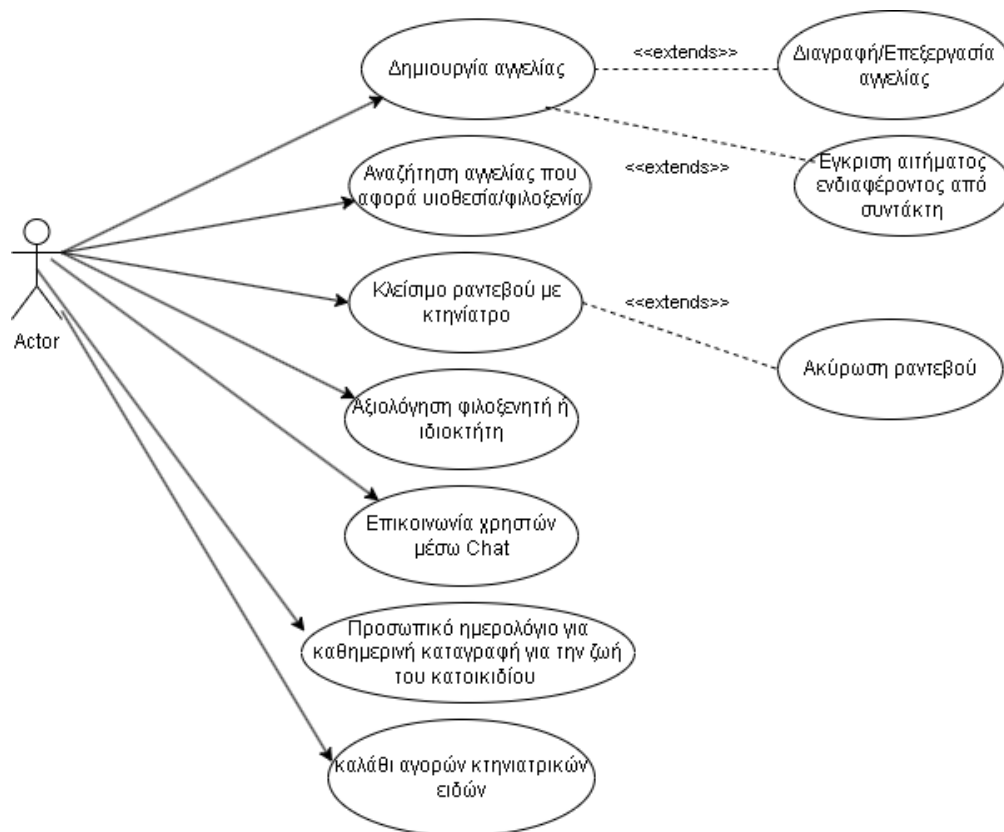 Δημιουργία αγγελίας
<<extends>>
Διαγραφή/Επεξεργασία
αγγελίας
Αναζήτηση αγγελίας που
αφορά υιοθεσία/φιλοξενία
<<extends>>
Εγκριση αιτήματος
ενδιαφέροντος από
συντάκτη
Κλείσιμο ραντεβού με
κτηνίατρο
<<extends>>
Ακύρωση ραντεβού
Actor
Αξιολόγηση φιλοξενητή ή
ιδιοκτήτη
Επικοινωνία χρηστών
μέσω Chat
Προσωπικό ημερολόγιο για
καθημερινή καταγραφή για την ζωή
του κατοικιδίου
καλάθι αγορών κτηνιατρικών
ειδών